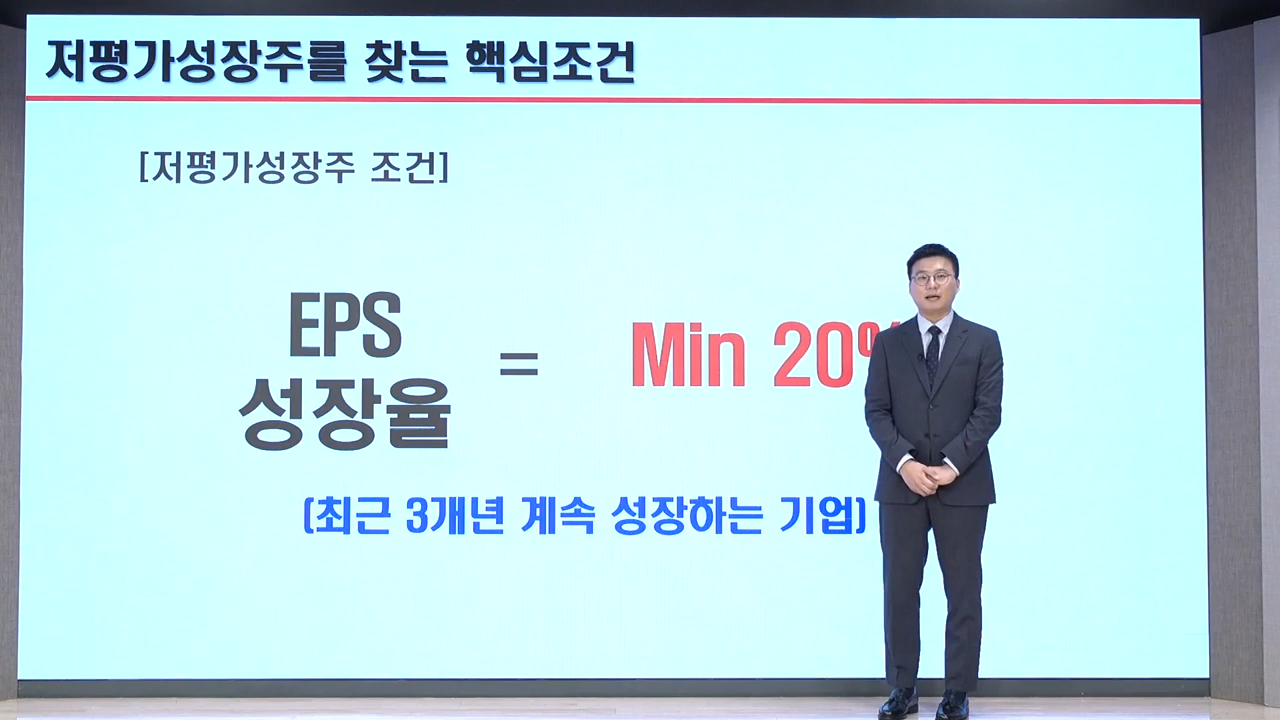 저평가성장주를 찾는 핵심조건
[저평가성장주 조건]
EPS
성장율
=
Min 20%
(최근 3개년 계속 성장하는 기업)